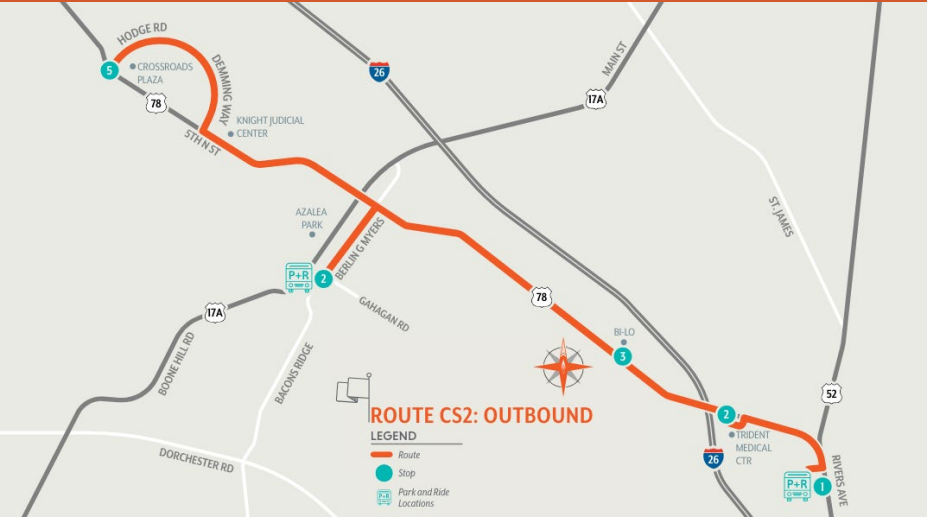 HODGE RD
5
CROSSROADS
PLAZA
78
DEMMING WAY
5TH N ST
KNIGHT JUDICIAL
CENTER
26
MAIN ST
17A
ST. JAMES
AZALEA
PARK
P+R
2
BERLIN G MYERS
GAHAGAN RD
17A
BOONE HILL RD
BACONS RIDGE
DORCHESTER RD
78
BI-LO
3
52
2
TRIDENT
MEDICAL
CTR
26
P+R
1
RIVERS AVE
ROUTE CS2: OUTBOUND
LEGEND
Route
Stop
P+R
Park and Ride
Locations